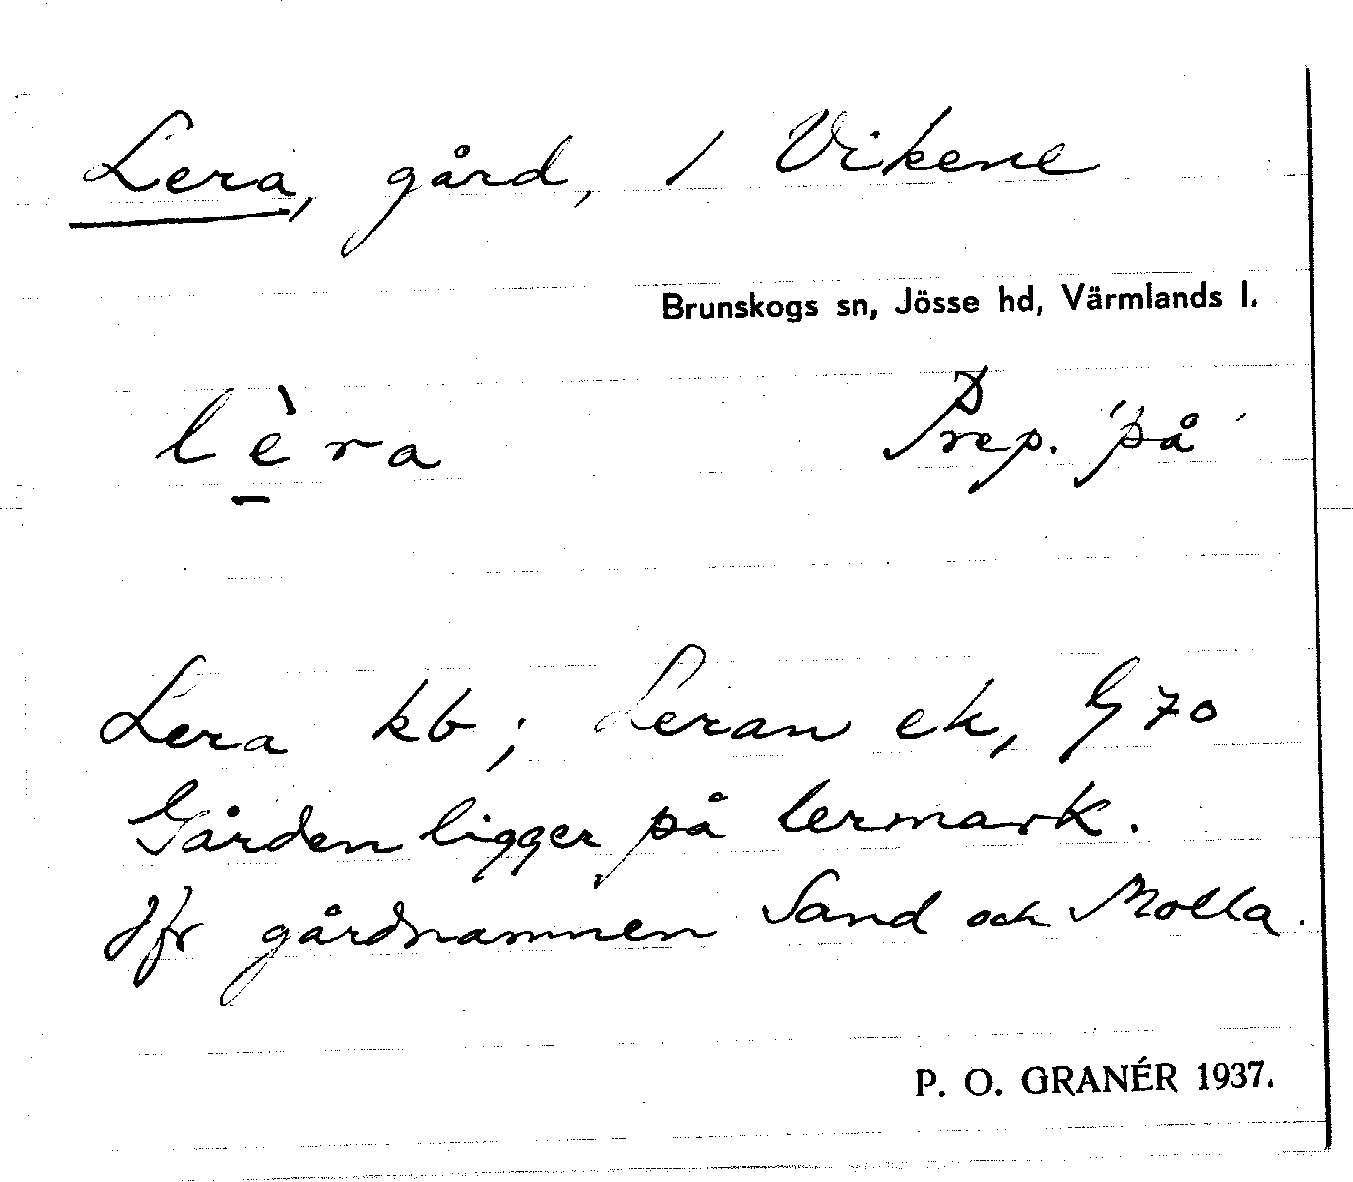 Lera, gård, / Vikene
Brunskogs sn, Jösse hd, Värmlands l.
lèra Prep. 'på'
Lera kb; Leran ek, G 70
Gården ligger på lermark.
Jfr gårdnamnen Sand och Molla.
P. O. GRANÉR 1937.